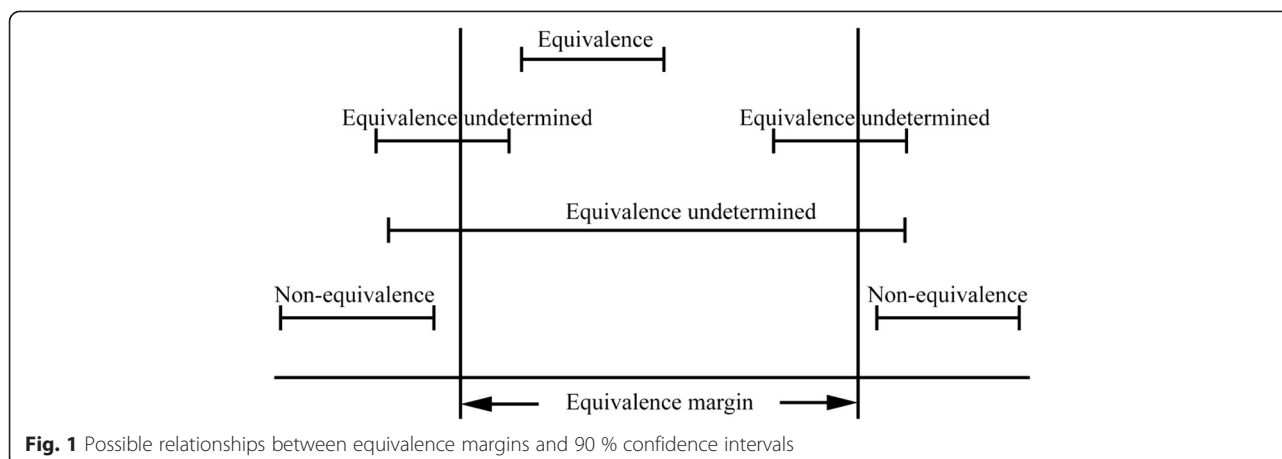 Equivalence
Equivalence undetermined
Equivalence undetermined
Equivalence undetermined
Non-equivalence
Non-equivalence
Equivalence margin
Fig. 1 Possible relationships between equivalence margins and 90 % confidence intervals